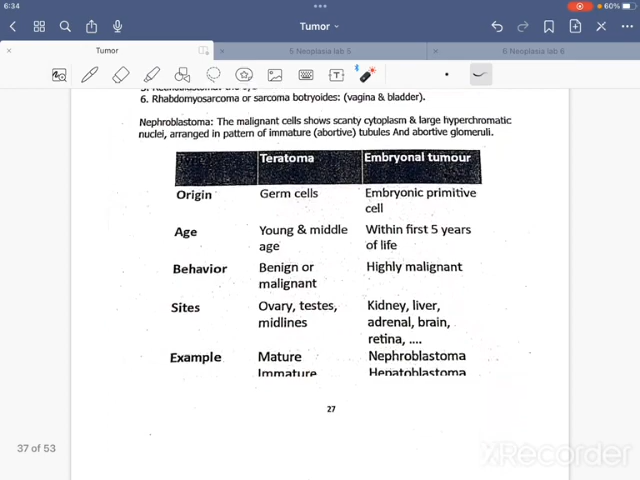 6:34
60%
Tumor
Tumor
5 Neoplasia lab 5
6 Neoplasia lab 6
6. Rhabdomyosarcoma or sarcoma botryoides: (vagina & bladder).
Nephroblastoma: The malignant cells shows scanty cytoplasm & large hyperchromatic
nuclei, arranged in pattern of immature (abortive) tubules And abortive glomeruli.
Teratoma Embryonal tumour
Origin Germ cells Embryonic primitive
cell
Age Young & middle Within first 5 years
age of life
Behavior Benign or Highly malignant
malignant
Sites Ovary, testes, Kidney, liver,
midlines adrenal, brain,
retina, ....
Example Mature Nephroblastoma
Immature Hepatoblastoma
27
37 of 53
XRecorder